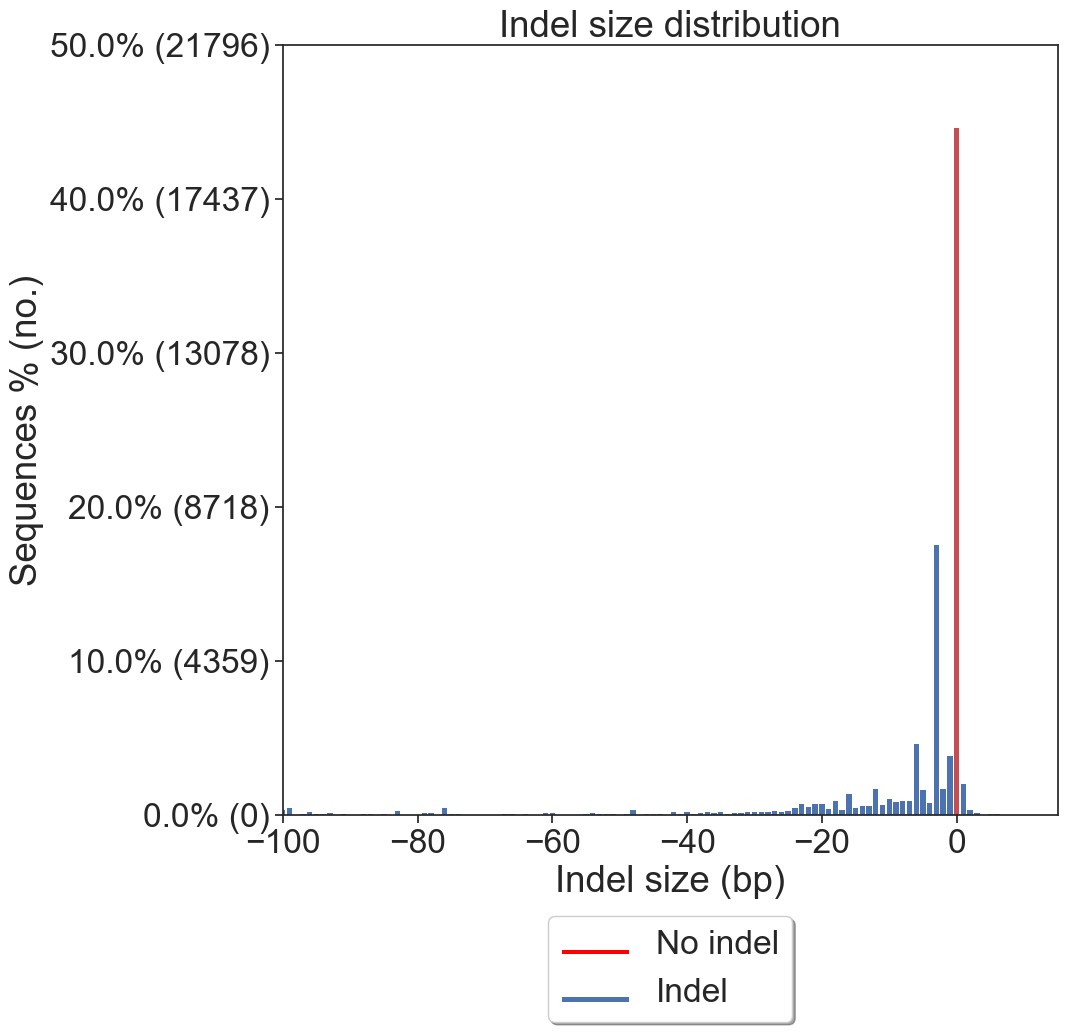 Indel size distribution
50.0% (21796)
40.0% (17437)
30.0% (13078)
20.0% (8718)
10.0% (4359)
0.0% (0)
Sequences % (no.)
−100 −80 −60 −40 −20 0
Indel size (bp)
No indel
Indel